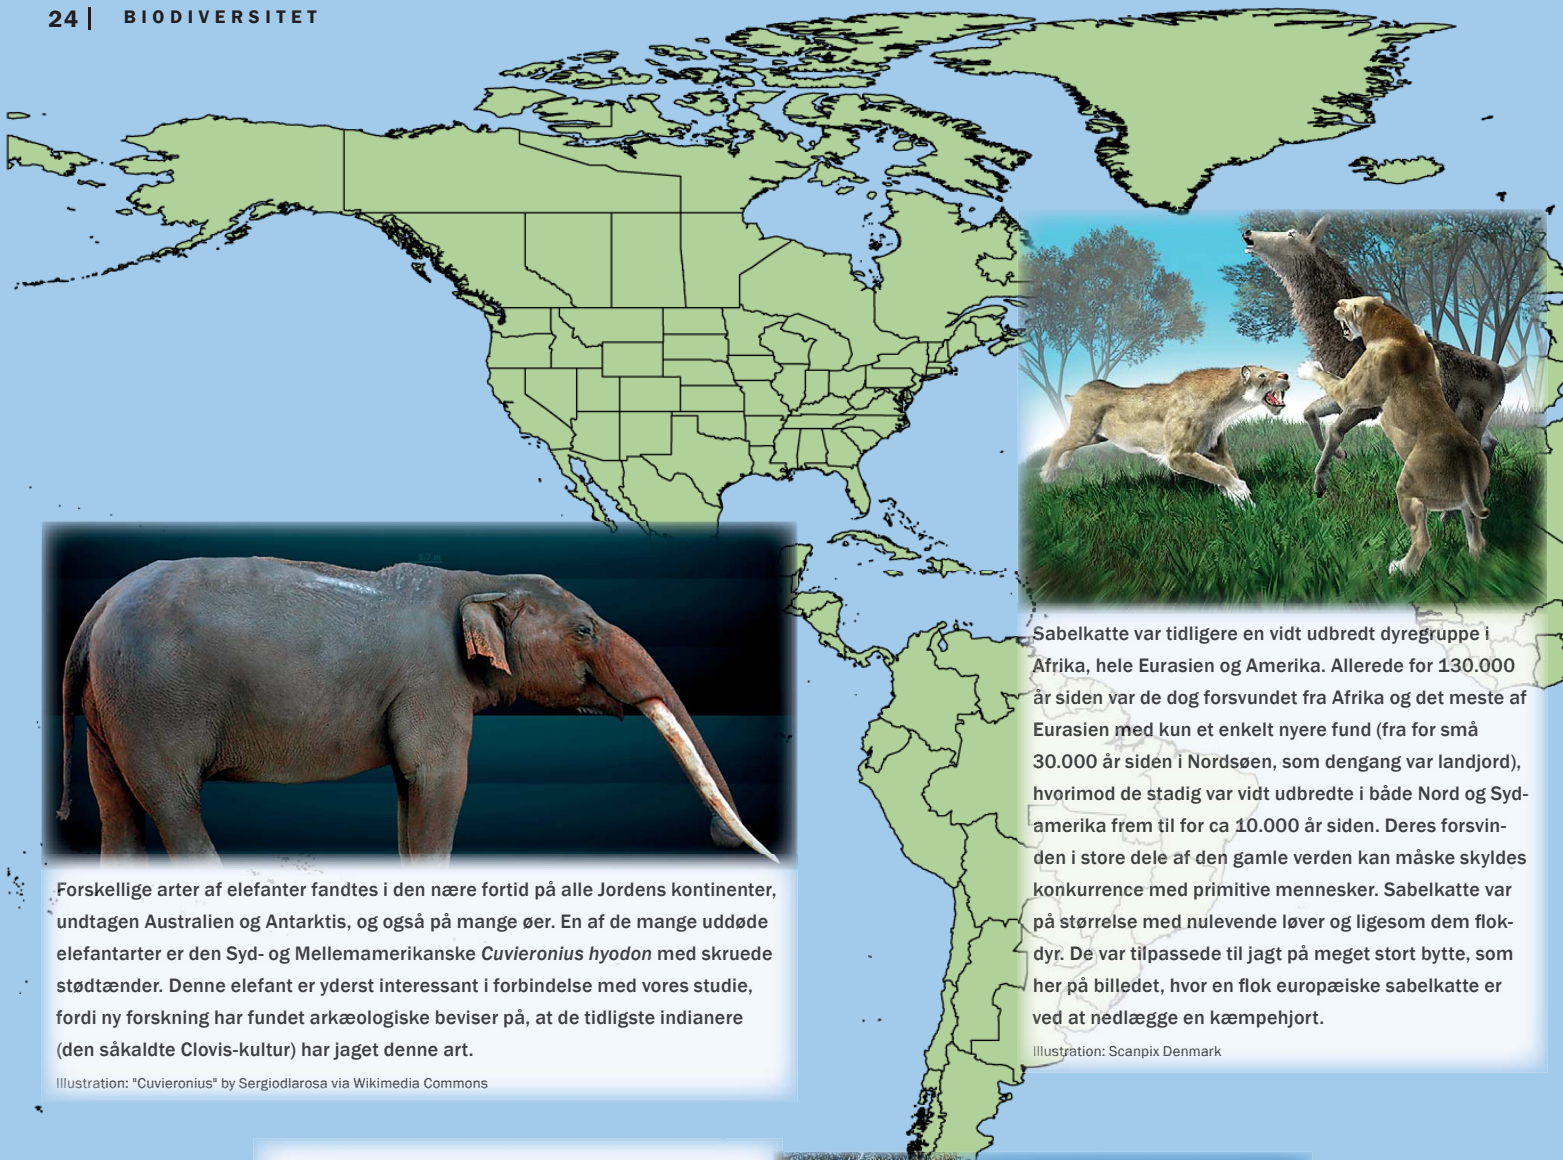 24 | BIODIVERSITET
Forskellige arter af elefanter fandtes i den nære fortid på alle Jordens kontinenter,
undtagen Australien og Antarktis, og også på mange øer. En af de mange uddøde
elefantarter er den Syd- og Mellemamerikanske Cuvieronius hyodon med skruede
stødtænder. Denne elefant er yderst interessant i forbindelse med vores studie,
fordi ny forskning har fundet arkæologiske beviser på, at de tidligste indianere
(den såkaldte Clovis-kultur) har jaget denne art.
Illustration: "Cuvieronius" by Sergiodlarosa via Wikimedia Commons
Sabelkatte var tidligere en vidt udbredt dyregruppe i
Afrika, hele Eurasien og Amerika. Allerede for 130.000
år siden var de dog forsvundet fra Afrika og det meste af
Eurasien med kun et enkelt nyere fund (fra for små
30.000 år siden i Nordsøen, som dengang var landjord),
hvorimod de stadig var vidt udbredte i både Nord og Syd-
amerika frem til for ca 10.000 år siden. Deres forsvin-
den i store dele af den gamle verden kan måske skyldes
konkurrence med primitive mennesker. Sabelkatte var
på størrelse med nulevende løver og ligesom dem flok-
dyr. De var tilpassede til jagt på meget stort bytte, som
her på billedet, hvor en flok europæiske sabelkatte er
ved at nedlægge en kæmpehjort.
Illustration: Scanpix Denmark